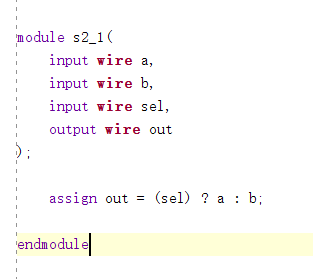 module s2_1(
    input wire a,
    input wire b,
    input wire sel,
    output wire out
);
    assign out = (sel) ? a : b;
endmodule